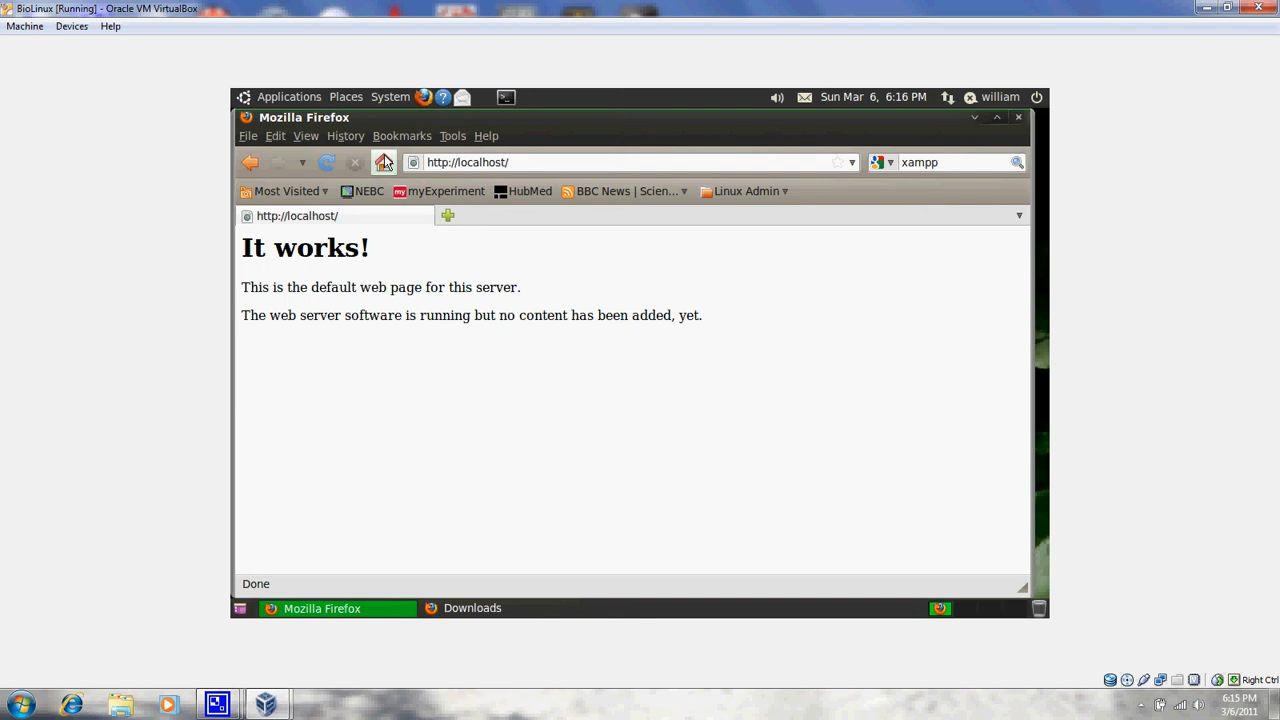 BioLinux [Running] - Oracle VM VirtualBox
Machine Devices Help
Applications Places System Sun Mar 6, 6:16 PM william
Mozilla Firefox
File Edit View History Bookmarks Tools Help
http://localhost/ xampp
Most Visited NEBC my myExperiment HubMed BBC News | Scien... Linux Admin
http://localhost/
It works!
This is the default web page for this server.
The web server software is running but no content has been added, yet.
Done
Mozilla Firefox Downloads
Right Ctrl
6:15 PM
3/6/2011